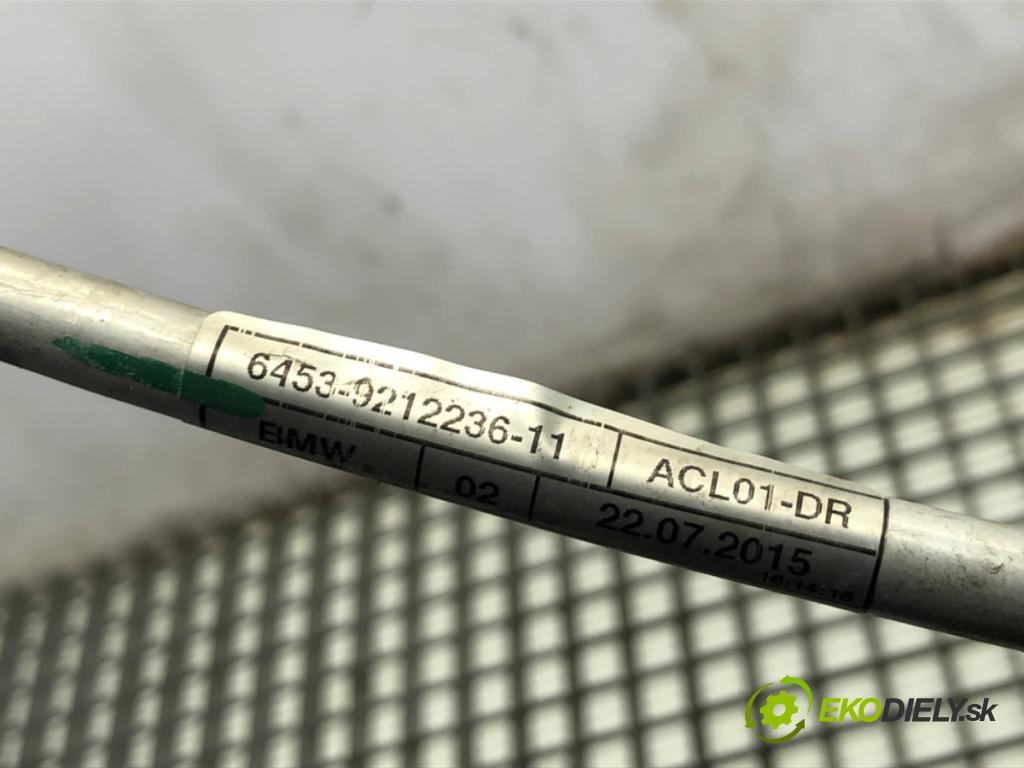 6453-9212236-11
ACL01-DR
BMW
02
22.07.2015
16:14:16
EKODIELY.sk